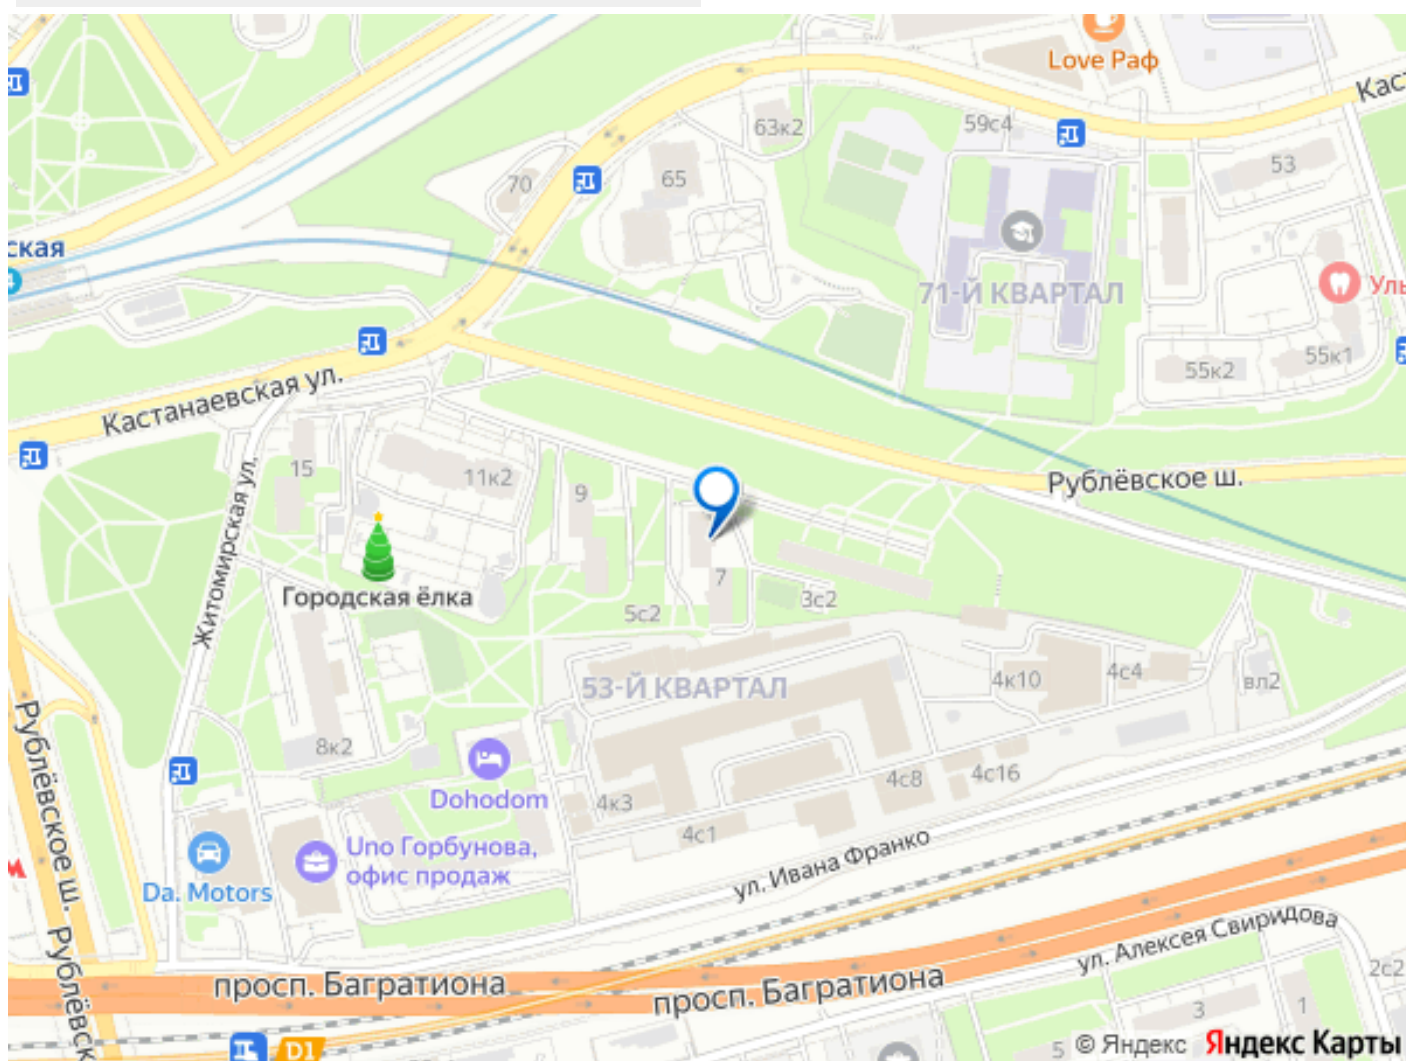 Love Раф
63к2
59с4
53
70
65
ская
71-Й КВАРТАЛ
55к2
55к1
Кастанаевская ул.
15
11к2
9
Рублёвское ш.
Житомирская ул.
Городская ёлка
7
5с2
3с2
53-Й КВАРТАЛ
4к10
4с4
вл2
Рублёвское ш.
8к2
Dohodom
4к3
4с8
4с16
4с1
Uno Горбунова,
офис продаж
Da. Motors
ул. Ивана Франко
просп. Багратиона
просп. Багратиона
ул. Алексея Свиридова
2с2
3
1
5
D1
© Яндекс Яндекс Карты